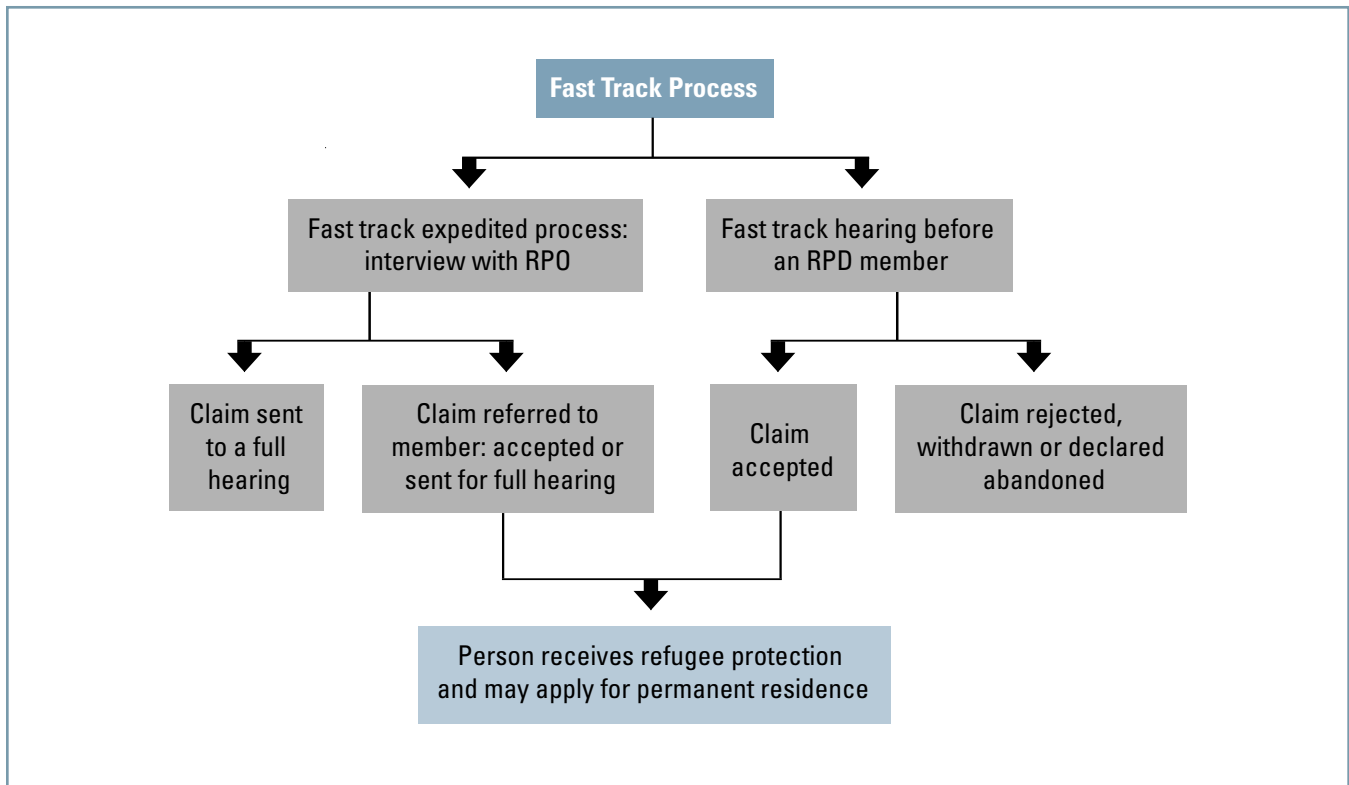 Fast Track Process
Fast track expedited process:
interview with RPO
Fast track hearing before
an RPD member
Claim sent
to a full
hearing
Claim referred to
member: accepted or
sent for full hearing
Claim
accepted
Claim rejected,
withdrawn or declared
abandoned
Person receives refugee protection
and may apply for permanent residence